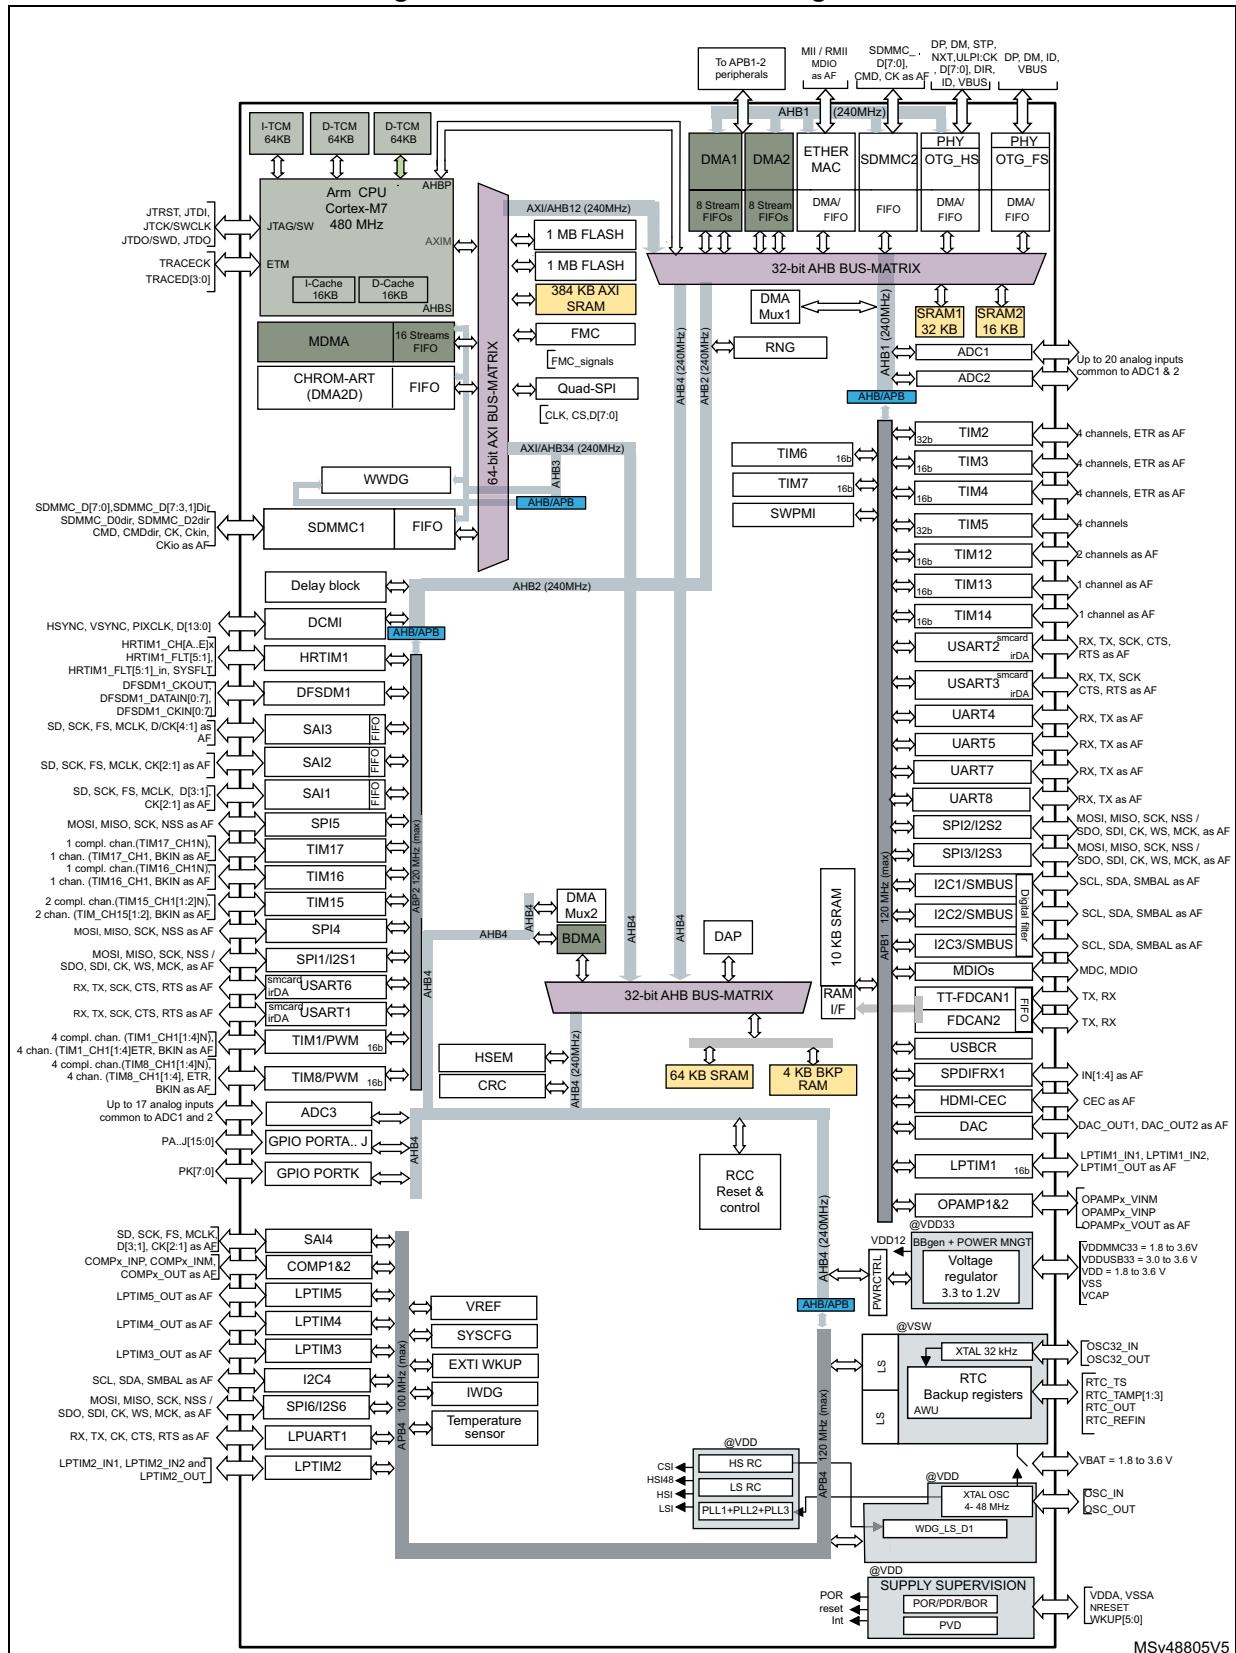 To APB1-2
peripherals
MII / RMII
MDIO
as AF
SDMMC_
D[7:0],
CMD, CK as AF
DP, DM, STP,
NXT,ULPI:CK
, D[7:0], DIR,
ID, VBUS
DP, DM, ID,
VBUS
AHB1 (240MHz)
I-TCM
64KB
D-TCM
64KB
D-TCM
64KB
AHBP
Arm CPU
Cortex-M7
480 MHz
JTAG/SW
AXIM
ETM
I-Cache
16KB
D-Cache
16KB
AHBS
JTRST, JTDI,
JTCK/SWCLK
JTDO/SWD, JTDO
TRACECK
TRACED[3:0]
DMA1
8 Stream
FIFOs
DMA2
8 Stream
FIFOs
ETHER
MAC
DMA/
FIFO
SDMMC2
FIFO
PHY
OTG_HS
DMA/
FIFO
PHY
OTG_FS
DMA/
FIFO
AXI/AHB12 (240MHz)
1 MB FLASH
1 MB FLASH
384 KB AXI
SRAM
FMC
FMC_signals
Quad-SPI
CLK, CS,D[7:0]
64-bit AXI BUS-MATRIX
32-bit AHB BUS-MATRIX
DMA
Mux1
SRAM1
32 KB
SRAM2
16 KB
RNG
AHB4 (240MHz)
AHB2 (240MHz)
AHB1 (240MHz)
ADC1
ADC2
Up to 20 analog inputs
common to ADC1 & 2
AHB/APB
MDMA
16 Streams
FIFO
CHROM-ART
(DMA2D)
FIFO
AXI/AHB34 (240MHz)
AHB3
WWDG
AHB/APB
SDMMC_D[7:0],SDMMC_D[7:3,1]Dir
SDMMC_D0dir, SDMMC_D2dir
CMD, CMDdir, CK, Ckin,
CKio as AF
SDMMC1
FIFO
TIM6
16b
TIM7
16b
SWPMI
TIM2
32b
4 channels, ETR as AF
TIM3
16b
4 channels, ETR as AF
TIM4
16b
4 channels, ETR as AF
TIM5
32b
4 channels
TIM12
16b
2 channels as AF
TIM13
16b
1 channel as AF
TIM14
16b
1 channel as AF
USART2
smcard
irDA
RX, TX, SCK, CTS,
RTS as AF
USART3
smcard
irDA
RX, TX, SCK
CTS, RTS as AF
UART4
RX, TX as AF
UART5
RX, TX as AF
UART7
RX, TX as AF
UART8
RX, TX as AF
SPI2/I2S2
MOSI, MISO, SCK, NSS /
SDO, SDI, CK, WS, MCK, as AF
SPI3/I2S3
MOSI, MISO, SCK, NSS /
SDO, SDI, CK, WS, MCK, as AF
I2C1/SMBUS
SCL, SDA, SMBAL as AF
I2C2/SMBUS
SCL, SDA, SMBAL as AF
I2C3/SMBUS
SCL, SDA, SMBAL as AF
Digital filter
MDIOs
MDC, MDIO
TT-FDCAN1
TX, RX
FDCAN2
TX, RX
FIFO
USBCR
SPDIFRX1
IN[1:4] as AF
HDMI-CEC
CEC as AF
DAC
DAC_OUT1, DAC_OUT2 as AF
LPTIM1
16b
LPTIM1_IN1, LPTIM1_IN2,
LPTIM1_OUT as AF
OPAMP1&2
OPAMPx_VINM
OPAMPx_VINP
OPAMPx_VOUT as AF
APB1 120 MHz (max)
10 KB SRAM
RAM
I/F
Delay block
AHB2 (240MHz)
HSYNC, VSYNC, PIXCLK, D[13:0]
DCMI
AHB/APB
HRTIM1_CH[A..E]x
HRTIM1_FLT[5:1],
HRTIM1_FLT[5:1]_in, SYSFLT
HRTIM1
DFSDM1_CKOUT,
DFSDM1_DATAIN[0:7],
DFSDM1_CKIN[0:7]
DFSDM1
SD, SCK, FS, MCLK, D/CK[4:1] as
AF
SAI3
FIFO
SD, SCK, FS, MCLK, CK[2:1] as AF
SAI2
FIFO
SD, SCK, FS, MCLK, D[3:1],
CK[2:1] as AF
SAI1
FIFO
MOSI, MISO, SCK, NSS as AF
SPI5
1 compl. chan.(TIM17_CH1N),
1 chan. (TIM17_CH1, BKIN as AF
TIM17
1 compl. chan.(TIM16_CH1N),
1 chan. (TIM16_CH1, BKIN as AF
TIM16
2 compl. chan.(TIM15_CH1[1:2]N),
2 chan. (TIM_CH15[1:2], BKIN as AF
TIM15
MOSI, MISO, SCK, NSS as AF
SPI4
MOSI, MISO, SCK, NSS /
SDO, SDI, CK, WS, MCK, as AF
SPI1/I2S1
RX, TX, SCK, CTS, RTS as AF
smcard
irDA
USART6
RX, TX, SCK, CTS, RTS as AF
smcard
irDA
USART1
4 compl. chan. (TIM1_CH1[1:4]N),
4 chan. (TIM1_CH1[1:4]ETR, BKIN as AF
TIM1/PWM
16b
4 compl. chan.(TIM8_CH1[1:4]N),
4 chan. (TIM8_CH1[1:4], ETR,
BKIN as AF
TIM8/PWM
16b
ABP2 120 MHz (max)
Up to 17 analog inputs
common to ADC1 and 2
ADC3
PA..J[15:0]
GPIO PORTA.. J
PK[7:0]
GPIO PORTK
AHB4
AHB4
AHB4
AHB4
DMA
Mux2
BDMA
AHB4
AHB4
DAP
32-bit AHB BUS-MATRIX
HSEM
CRC
AHB4 (240MHz)
64 KB SRAM
4 KB BKP
RAM
RCC
Reset &
control
AHB4 (240MHz)
AHB/APB
@VDD33
VDD12
BBgen + POWER MNGT
PWRCTRL
Voltage
regulator
3.3 to 1.2V
VDDMMC33 = 1.8 to 3.6V
VDDUSB33 = 3.0 to 3.6 V
VDD = 1.8 to 3.6 V
VSS
VCAP
SD, SCK, FS, MCLK,
D[3;1], CK[2:1] as AF
SAI4
COMPx_INP, COMPx_INM,
COMPx_OUT as AF
COMP1&2
LPTIM5_OUT as AF
LPTIM5
LPTIM4_OUT as AF
LPTIM4
LPTIM3_OUT as AF
LPTIM3
SCL, SDA, SMBAL as AF
I2C4
MOSI, MISO, SCK, NSS /
SDO, SDI, CK, WS, MCK, as AF
SPI6/I2S6
RX, TX, CK, CTS, RTS as AF
LPUART1
LPTIM2_IN1, LPTIM2_IN2 and
LPTIM2_OUT
LPTIM2
APB4 100 MHz (max)
VREF
SYSCFG
EXTI WKUP
IWDG
Temperature
sensor
APB4 120 MHz (max)
@VSW
LS
LS
XTAL 32 kHz
RTC
Backup registers
AWU
OSC32_IN
OSC32_OUT
RTC_TS
RTC_TAMP[1:3]
RTC_OUT
RTC_REFIN
VBAT = 1.8 to 3.6 V
@VDD
CSI
HSI48
HSI
LSI
HS RC
LS RC
PLL1+PLL2+PLL3
@VDD
XTAL OSC
4- 48 MHz
WDG_LS_D1
OSC_IN
OSC_OUT
@VDD
SUPPLY SUPERVISION
POR
reset
Int
POR/PDR/BOR
PVD
VDDA, VSSA
NRESET
WKUP[5:0]
MSv48805V5